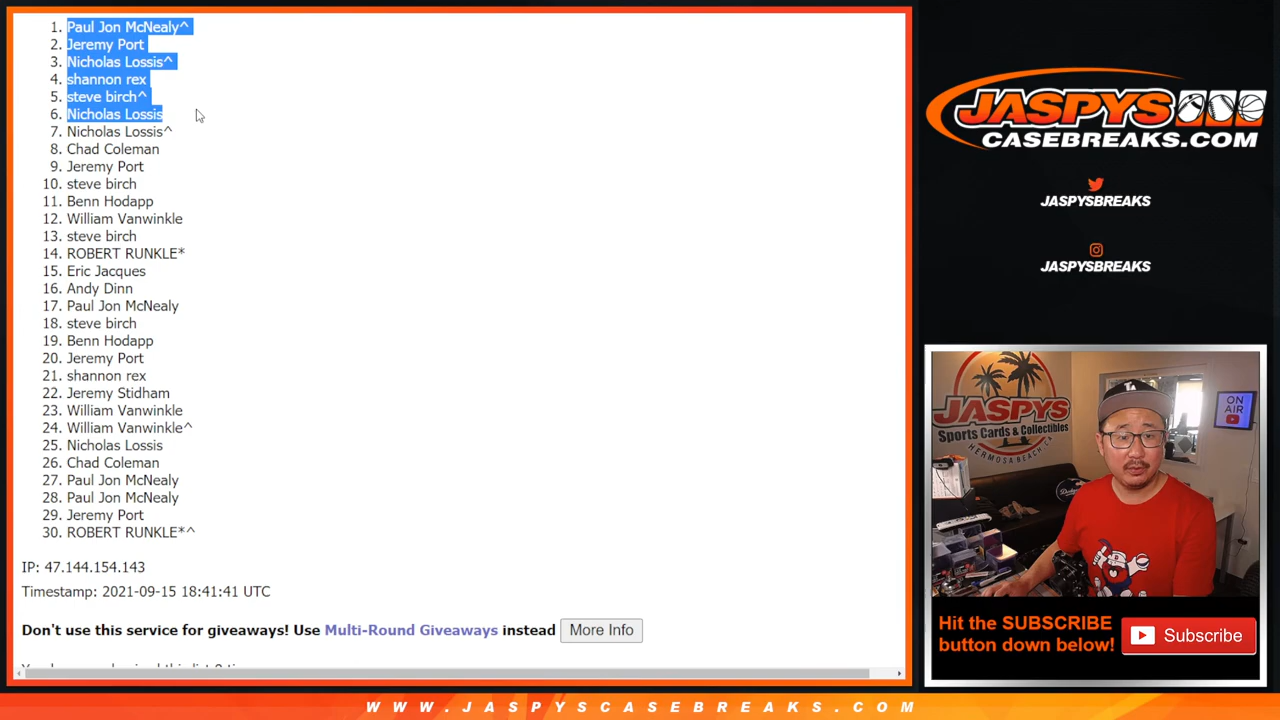 1. Paul Jon McNealy^
2. Jeremy Port
3. Nicholas Lossis^
4. shannon rex
5. steve birch^
6. Nicholas Lossis
7. Nicholas Lossis^
8. Chad Coleman
9. Jeremy Port
10. steve birch
11. Benn Hodapp
12. William Vanwinkle
13. steve birch
14. ROBERT RUNKLE*
15. Eric Jacques
16. Andy Dinn
17. Paul Jon McNealy
18. steve birch
19. Benn Hodapp
20. Jeremy Port
21. shannon rex
22. Jeremy Stidham
23. William Vanwinkle
24. William Vanwinkle^
25. Nicholas Lossis
26. Chad Coleman
27. Paul Jon McNealy
28. Paul Jon McNealy
29. Jeremy Port
30. ROBERT RUNKLE*^
IP: 47.144.154.143
Timestamp: 2021-09-15 18:41:41 UTC
Don't use this service for giveaways! Use Multi-Round Giveaways instead More Info
JASPYS
CASEBREAKS.COM
JASPYSBREAKS
JASPYSBREAKS
JASPYS
Sports Cards & Collectibles
HERMOSA BEACH, CA
ON
AIR
Hit the SUBSCRIBE
button down below!
Subscribe
WWW.JASPYSCASEBREAKS.COM